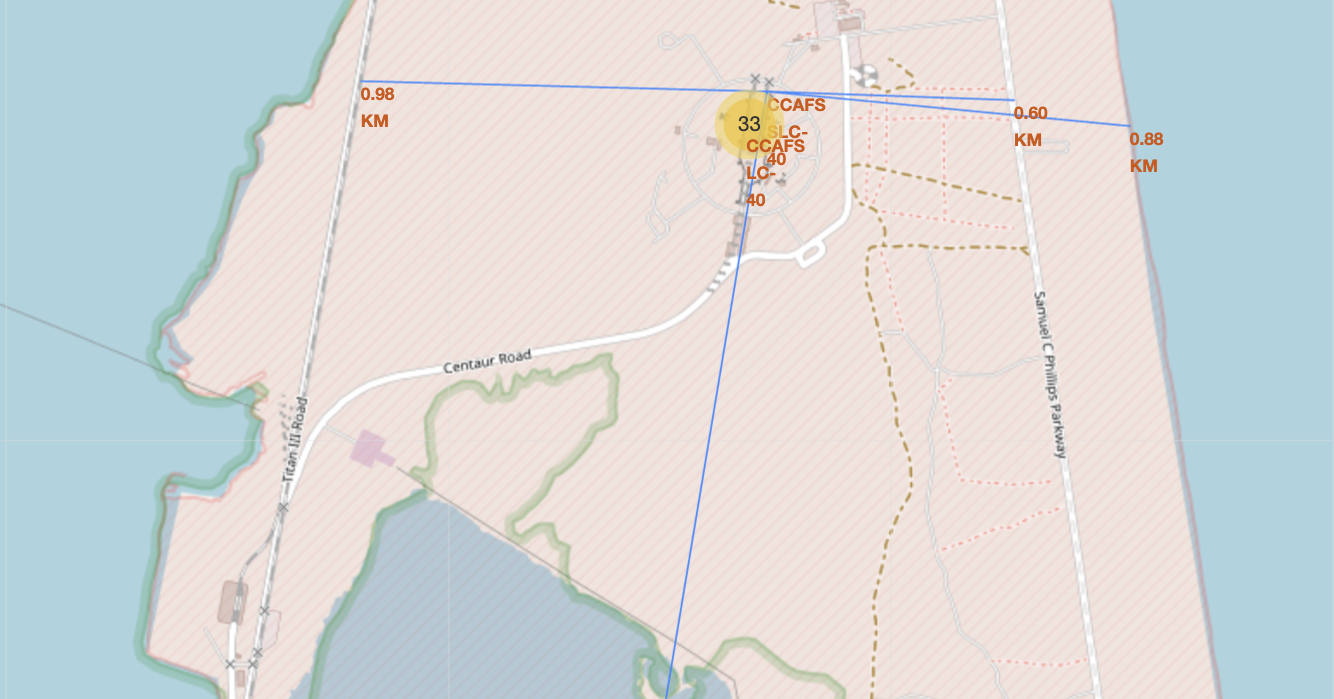 0.98
KM
CCAFS
SLC-
40
33
CCAFS
LC-
40
0.60
KM
0.88
KM
Samuel C Phillips Parkway
Centaur Road
Titan III Road